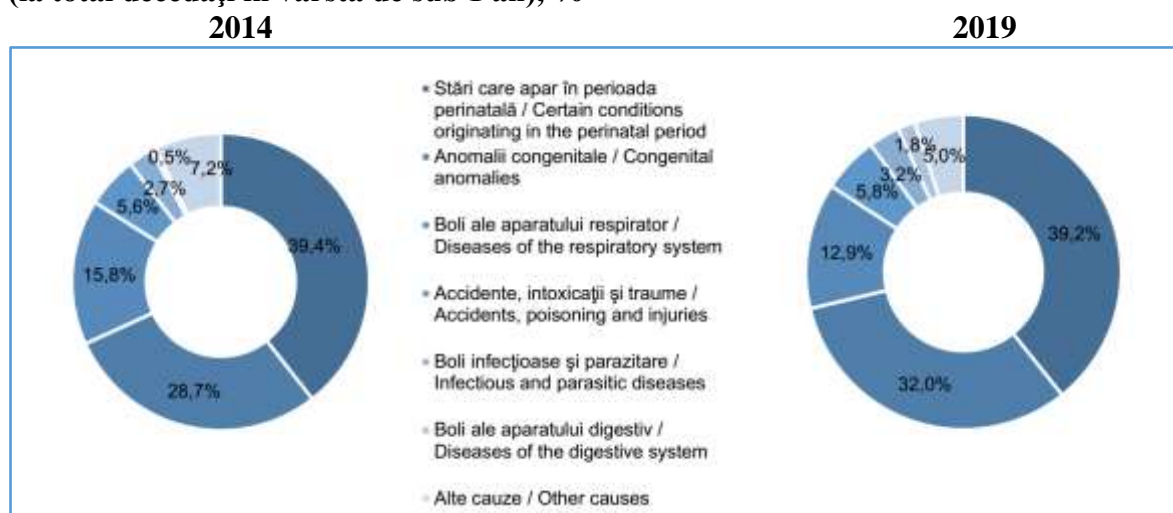 2014 2019
Stări care apar în perioada
perinatală / Certain conditions
originating in the perinatal period
Anomalii congenitale / Congenital
anomalies
Boli ale aparatului respirator /
Diseases of the respiratory system
Accidente, intoxicaţii şi traume /
Accidents, poisoning and injuries
Boli infecţioase şi parazitare /
Infectious and parasitic diseases
Boli ale aparatului digestiv /
Diseases of the digestive system
Alte cauze / Other causes
39,4%
28,7%
15,8%
5,6%
2,7%
0,5%
7,2%
39,2%
32,0%
12,9%
5,8%
3,2%
1,8%
5,0%